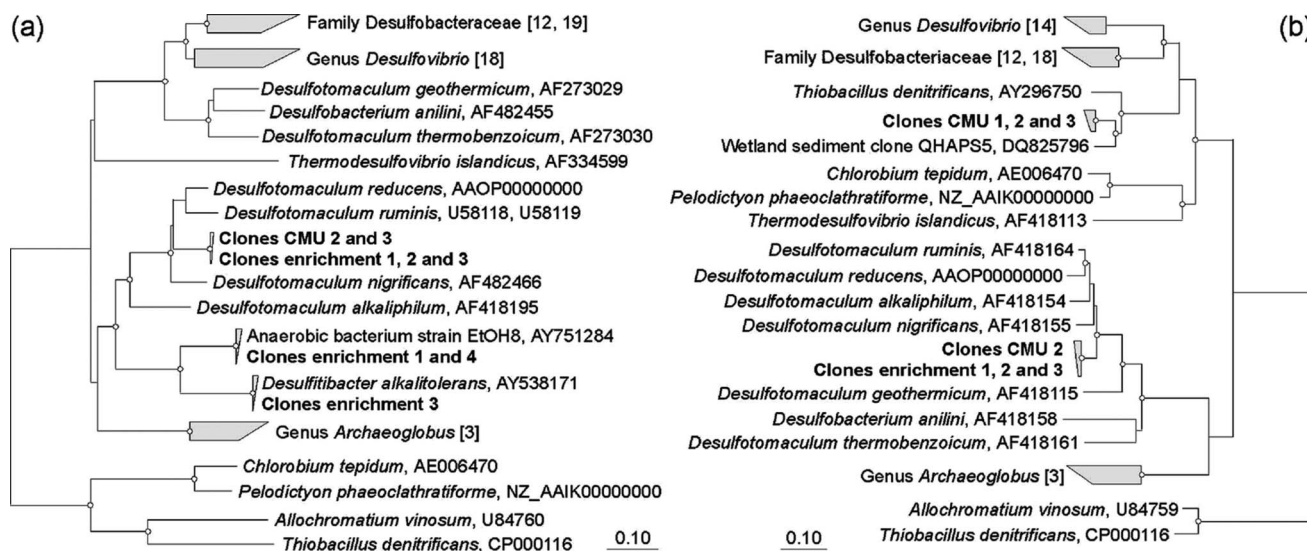 (a)
Family Desulfobacteraceae [12, 19]
Genus Desulfovibrio [18]
Desulfotomaculum geothermicum, AF273029
Desulfobacterium anilini, AF482455
Desulfotomaculum thermobenzoicum, AF273030
Thermodesulfovibrio islandicus, AF334599
Desulfotomaculum reducens, AAOP00000000
Desulfotomaculum ruminis, U58118, U58119
Clones CMU 2 and 3
Clones enrichment 1, 2 and 3
Desulfotomaculum nigrificans, AF482466
Desulfotomaculum alkaliphilum, AF418195
Anaerobic bacterium strain EtOH8, AY751284
Clones enrichment 1 and 4
Desulfitibacter alkalitolerans, AY538171
Clones enrichment 3
Genus Archaeoglobus [3]
Chlorobium tepidum, AE006470
Pelodictyon phaeoclathratiforme, NZ_AAIK00000000
Allochromatium vinosum, U84760
Thiobacillus denitrificans, CP000116
0.10
(b)
Genus Desulfovibrio [14]
Family Desulfobacteriaceae [12, 18]
Thiobacillus denitrificans, AY296750
Clones CMU 1, 2 and 3
Wetland sediment clone QHAPS5, DQ825796
Chlorobium tepidum, AE006470
Pelodictyon phaeoclathratiforme, NZ_AAIK00000000
Thermodesulfovibrio islandicus, AF418113
Desulfotomaculum ruminis, AF418164
Desulfotomaculum reducens, AAOP00000000
Desulfotomaculum alkaliphilum, AF418154
Desulfotomaculum nigrificans, AF418155
Clones CMU 2
Clones enrichment 1, 2 and 3
Desulfotomaculum geothermicum, AF418115
Desulfobacterium anilini, AF418158
Desulfotomaculum thermobenzoicum, AF418161
Genus Archaeoglobus [3]
Allochromatium vinosum, U84759
Thiobacillus denitrificans, CP000116
0.10